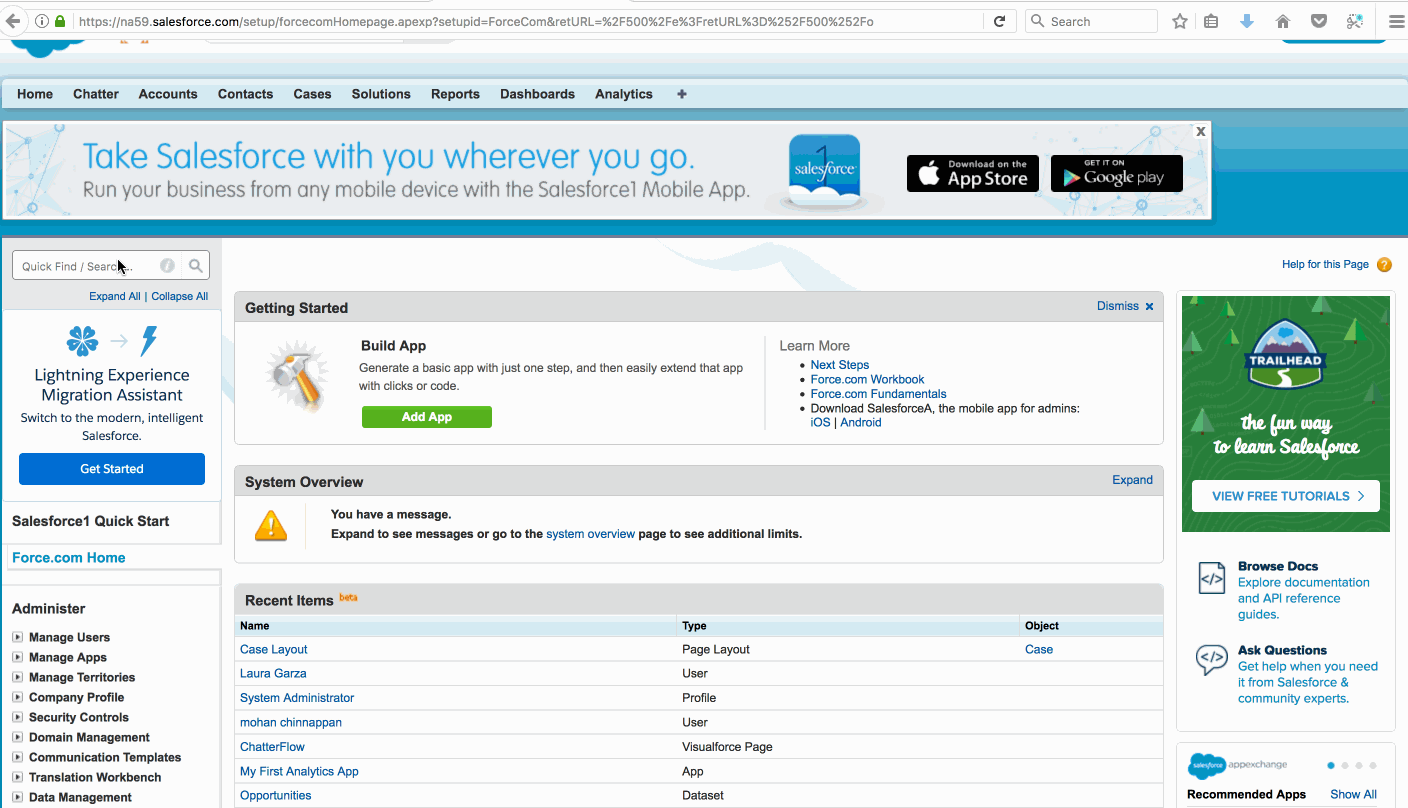 https://na59.salesforce.com/setup/forcecomHomepage.apexp?setupid=ForceCom&retURL=%2F500%2Fe%3FretURL%3D%252F500%252Fo
Search
Home Chatter Accounts Contacts Cases Solutions Reports Dashboards Analytics +
Take Salesforce with you wherever you go.
Run your business from any mobile device with the Salesforce1 Mobile App.
1
salesforce
Download on the
App Store
GET IT ON
Google play
x
Quick Find / Search...
Expand All | Collapse All
Lightning Experience
Migration Assistant
Switch to the modern, intelligent
Salesforce.
Get Started
Salesforce1 Quick Start
Force.com Home
Administer
Manage Users
Manage Apps
Manage Territories
Company Profile
Security Controls
Domain Management
Communication Templates
Translation Workbench
Data Management
Help for this Page ?
Getting Started
Dismiss x
Build App
Generate a basic app with just one step, and then easily extend that app
with clicks or code.
Add App
Learn More
Next Steps
Force.com Workbook
Force.com Fundamentals
Download SalesforceA, the mobile app for admins:
iOS | Android
System Overview
Expand
You have a message.
Expand to see messages or go to the system overview page to see additional limits.
Recent Items beta
Name Type Object
Case Layout Page Layout Case
Laura Garza User
System Administrator Profile
mohan chinnappan User
ChatterFlow Visualforce Page
My First Analytics App App
Opportunities Dataset
TRAILHEAD
the fun way
to learn Salesforce
VIEW FREE TUTORIALS >
</> Browse Docs
Explore documentation
and API reference
guides.
</> Ask Questions
Get help when you need
it from Salesforce &
community experts.
salesforce appexchange
Recommended Apps Show All